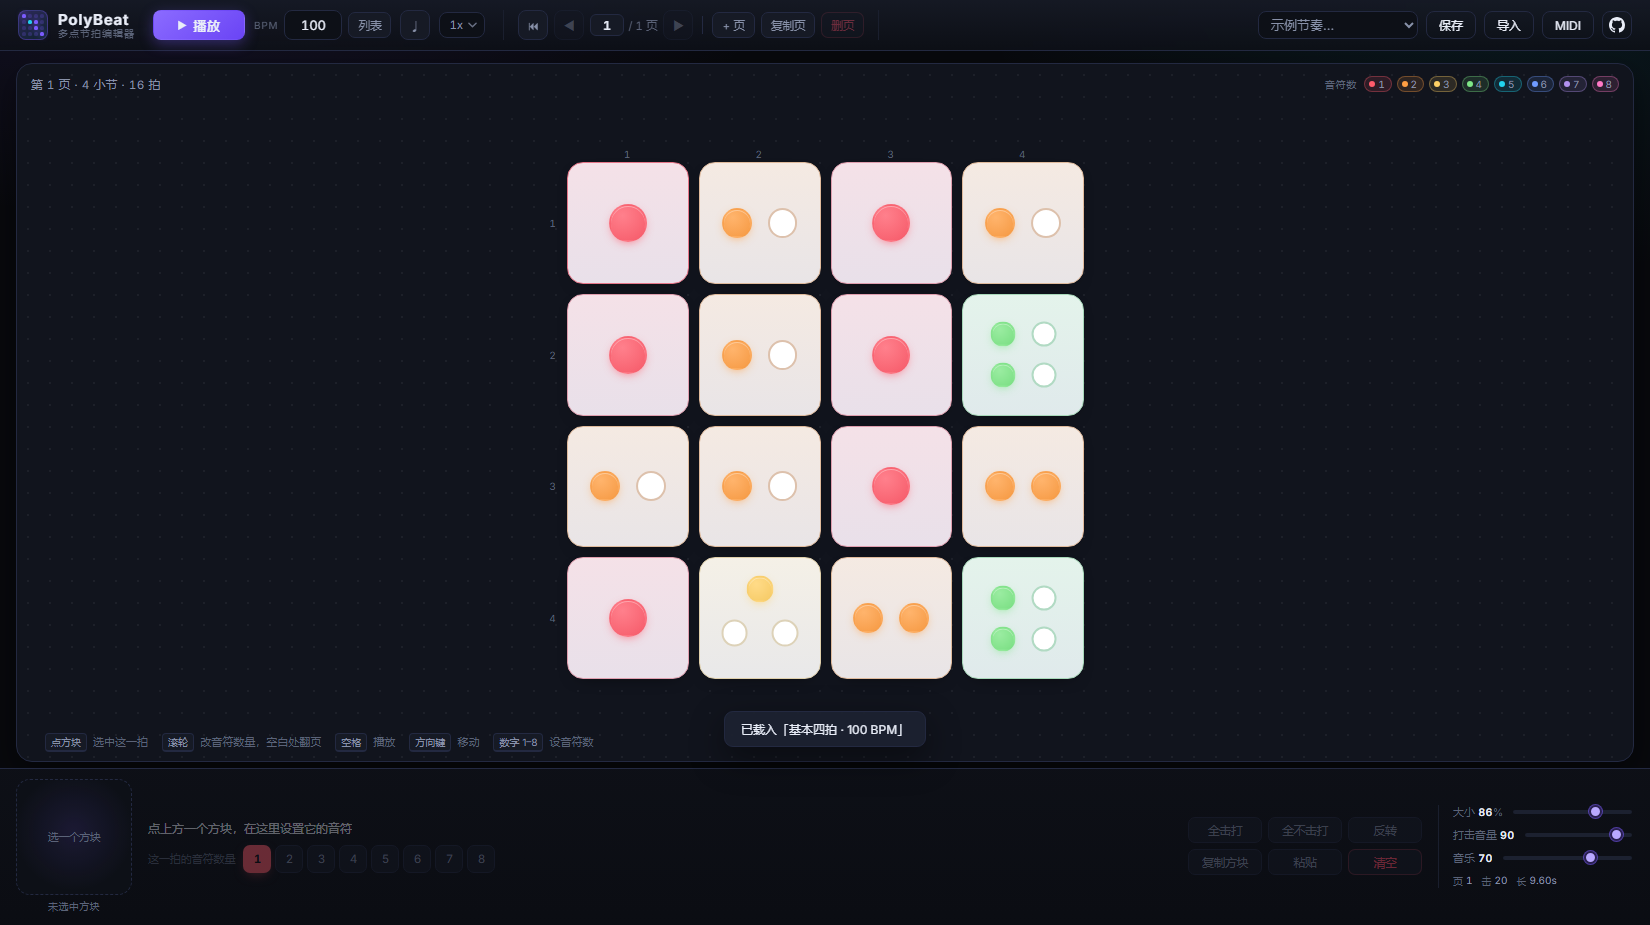 PolyBeat
多点节拍编辑器
▶ 播放
BPM 100 列表 ♩ 1x
⏮ ◀ 1 / 1 页 ▶ + 页 复制页 删页
示例节奏... 保存 导入 MIDI
第 1 页 · 4 小节 · 16 拍
音符数 1 2 3 4 5 6 7 8
1 2 3 4
1
2
3
4
已载入「基本四拍 · 100 BPM」
点方块 选中这一拍 滚轮 改音符数量，空白处翻页 空格 播放 方向键 移动 数字 1-8 设音符数
选一个方块
未选中方块
点上方一个方块，在这里设置它的音符
这一拍的音符数量 1 2 3 4 5 6 7 8
全击打 全不击打 反转
复制方块 粘贴 清空
大小 86%
打击音量 90
音乐 70
页 1 击 20 长 9.60s